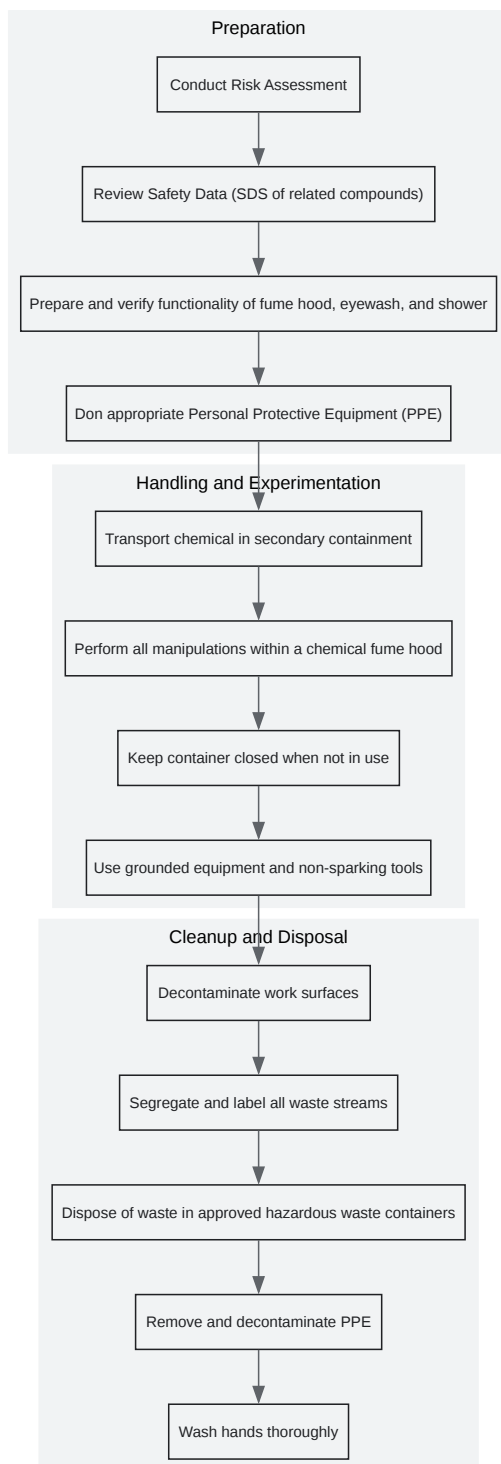 Preparation
Conduct Risk Assessment
Review Safety Data (SDS of related compounds)
Prepare and verify functionality of fume hood, eyewash, and shower
Don appropriate Personal Protective Equipment (PPE)
Handling and Experimentation
Transport chemical in secondary containment
Perform all manipulations within a chemical fume hood
Keep container closed when not in use
Use grounded equipment and non-sparking tools
Cleanup and Disposal
Decontaminate work surfaces
Segregate and label all waste streams
Dispose of waste in approved hazardous waste containers
Remove and decontaminate PPE
Wash hands thoroughly